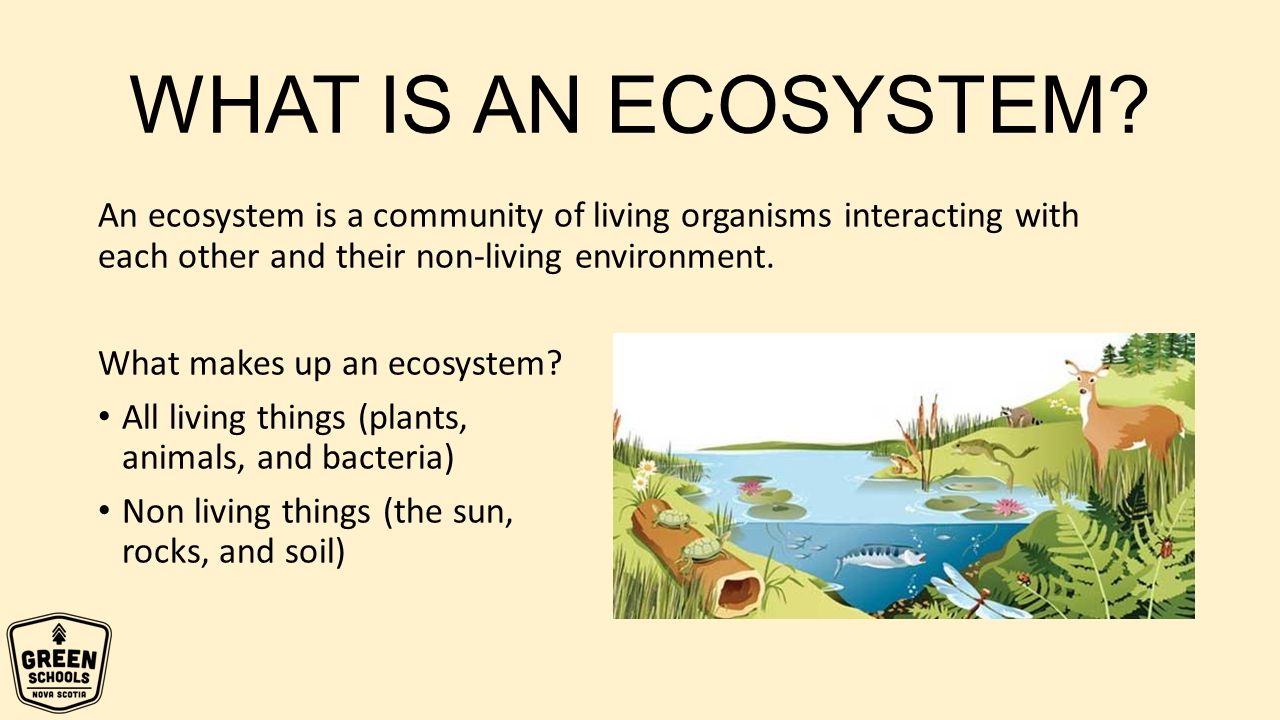 WHAT IS AN ECOSYSTEM?
An ecosystem is a community of living organisms interacting with
each other and their non-living environment.
What makes up an ecosystem?
• All living things (plants,
animals, and bacteria)
• Non living things (the sun,
rocks, and soil)
GREEN
SCHOOLS
NOVA SCOTIA